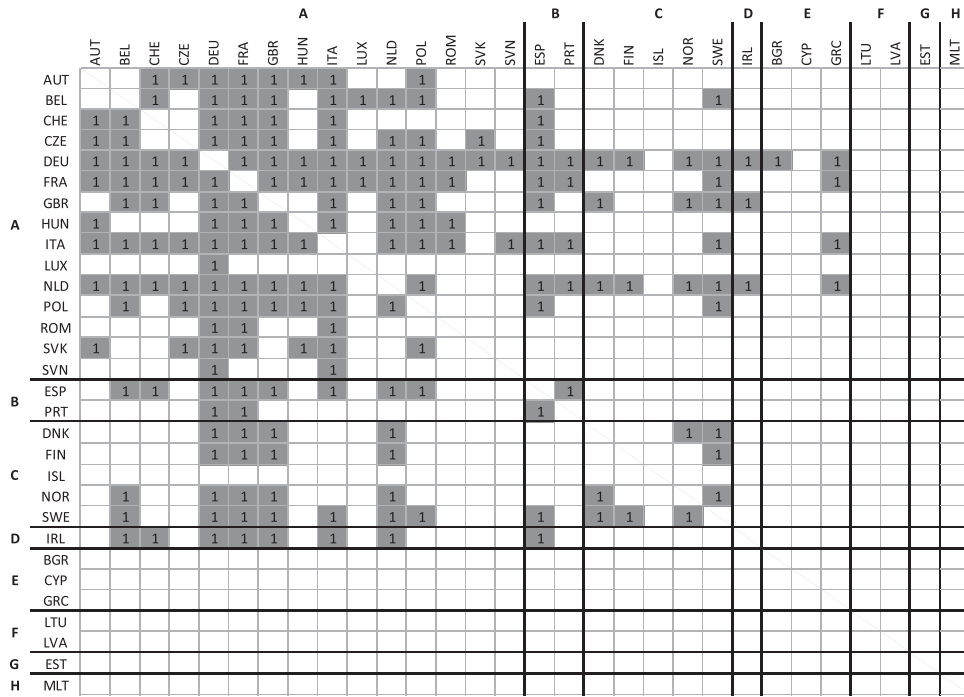 A B C D E F G H
AUT BEL CHE CZE DEU FRA GBR HUN ITA LUX NLD POL ROM SVK SVN ESP PRT DNK FIN ISL NOR SWE IRL BGR CYP GRC LTU LVA EST MLT
AUT 1 1 1 1 1 1 1 1
BEL 1 1 1 1 1 1 1 1 1 1
CHE 1 1 1 1 1 1 1
CZE 1 1 1 1 1 1 1 1 1 1
DEU 1 1 1 1 1 1 1 1 1 1 1 1 1 1 1 1 1 1 1 1 1 1 1
FRA 1 1 1 1 1 1 1 1 1 1 1 1 1 1 1 1
GBR 1 1 1 1 1 1 1 1 1 1 1 1
A
HUN 1 1 1 1 1 1 1 1
ITA 1 1 1 1 1 1 1 1 1 1 1 1 1 1 1 1
LUX 1
NLD 1 1 1 1 1 1 1 1 1 1 1 1 1 1 1 1 1 1
POL 1 1 1 1 1 1 1 1 1 1
ROM 1 1 1
SVK 1 1 1 1 1 1 1
SVN 1 1
ESP 1 1 1 1 1 1 1 1 1
B
PRT 1 1 1
DNK 1 1 1 1 1 1
FIN 1 1 1 1 1
C ISL
NOR 1 1 1 1 1 1 1
SWE 1 1 1 1 1 1 1 1 1 1 1
D IRL 1 1 1 1 1 1 1 1
BGR
E CYP
GRC
LTU
F
LVA
G EST
H MLT